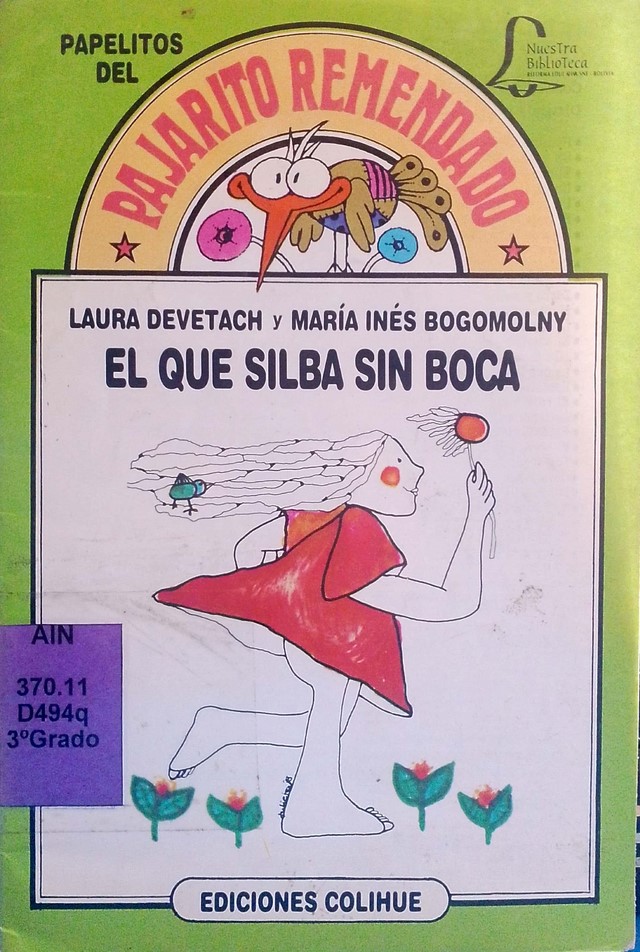 PAPELITOS
DEL
PAJARITO REMENDADO
Nuestra
Biblioteca
LAURA DEVETACH y MARÍA INÉS BOGOMOLNY
EL QUE SILBA SIN BOCA
AIN
370.11
D494q
3ºGrado
EDICIONES COLIHUE